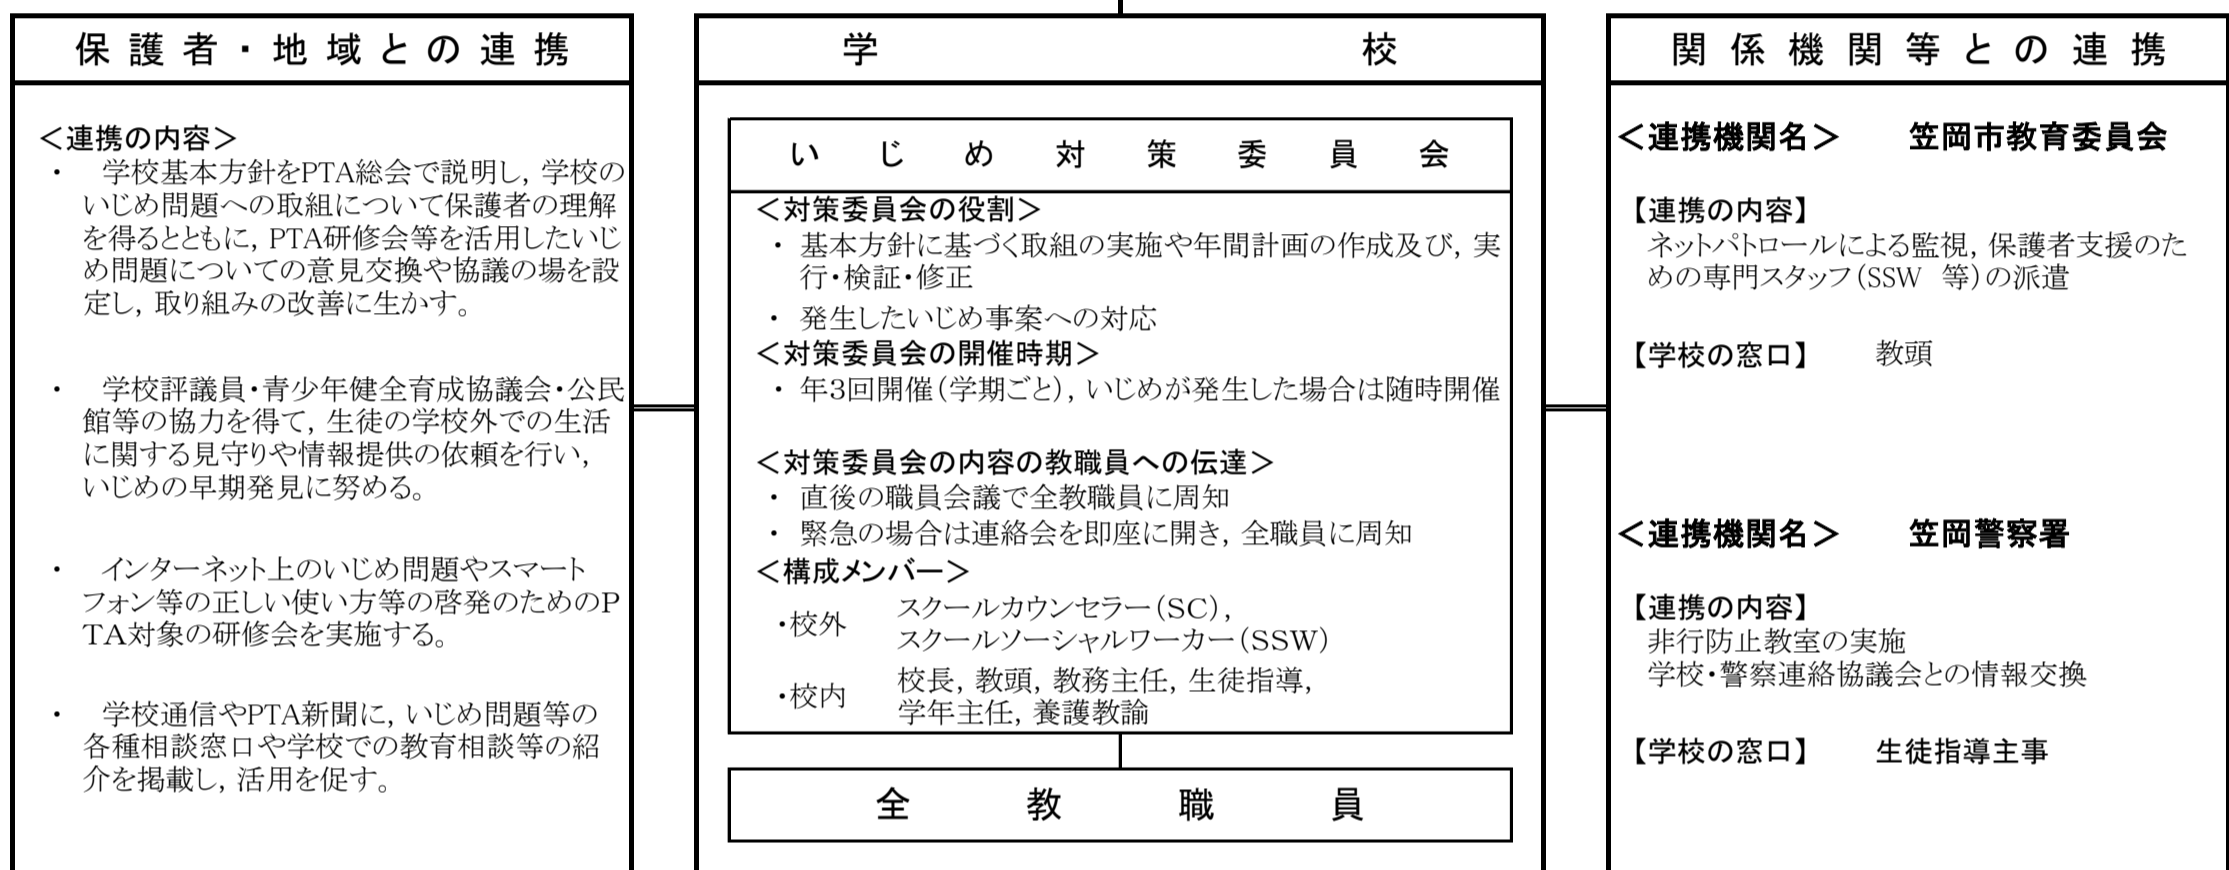 保護者・地域との連携
＜連携の内容＞
・　学校基本方針をPTA総会で説明し，学校の
いじめ問題への取組について保護者の理解
を得るとともに，PTA研修会等を活用したいじ
め問題についての意見交換や協議の場を設
定し，取り組みの改善に生かす。
・　学校評議員・青少年健全育成協議会・公民
館等の協力を得て，生徒の学校外での生活
に関する見守りや情報提供の依頼を行い，
いじめの早期発見に努める。
・　インターネット上のいじめ問題やスマート
フォン等の正しい使い方等の啓発のためのP
TA対象の研修会を実施する。
・　学校通信やPTA新聞に，いじめ問題等の
各種相談窓口や学校での教育相談等の紹
介を掲載し，活用を促す。
学校
いじめ対策委員会
＜対策委員会の役割＞
・ 基本方針に基づく取組の実施や年間計画の作成及び，実
行・検証・修正
・ 発生したいじめ事案への対応
＜対策委員会の開催時期＞
・ 年3回開催（学期ごと），いじめが発生した場合は随時開催
＜対策委員会の内容の教職員への伝達＞
・ 直後の職員会議で全教職員に周知
・ 緊急の場合は連絡会を即座に開き，全職員に周知
＜構成メンバー＞
・校外　スクールカウンセラー（SC），
スクールソーシャルワーカー（SSW）
・校内　校長，教頭，教務主任，生徒指導，
学年主任，養護教諭
全教職員
関係機関等との連携
＜連携機関名＞　笠岡市教育委員会
【連携の内容】
ネットパトロールによる監視，保護者支援のた
めの専門スタッフ（SSW　等）の派遣
【学校の窓口】　教頭
＜連携機関名＞　笠岡警察署
【連携の内容】
非行防止教室の実施
学校・警察連絡協議会との情報交換
【学校の窓口】　生徒指導主事